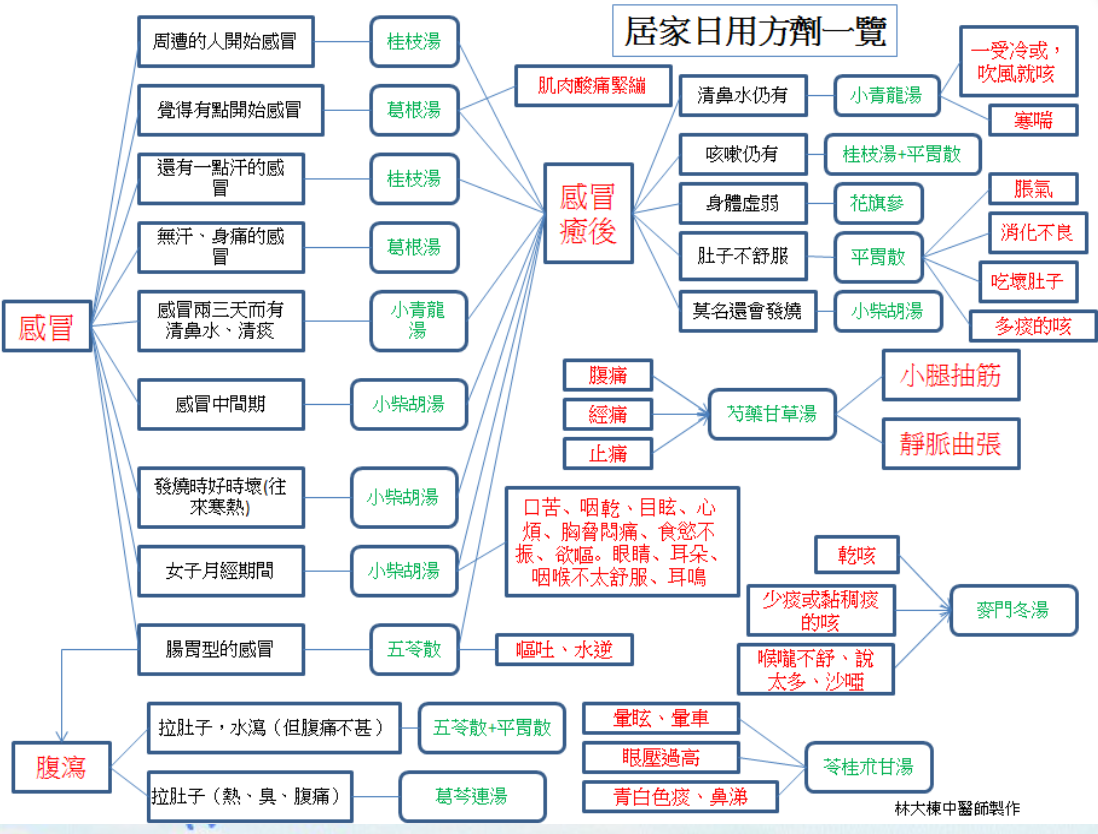 居家日用方劑一覽
感冒
周遭的人開始感冒
桂枝湯
覺得有點開始感冒
葛根湯
肌肉酸痛緊繃
還有一點汗的感
冒
桂枝湯
無汗、身痛的感
冒
葛根湯
感冒兩三天而有
清鼻水、清痰
小青龍
湯
感冒中間期
小柴胡湯
發燒時好時壞(往
來寒熱)
小柴胡湯
女子月經期間
小柴胡湯
口苦、咽乾、目眩、心
煩、胸脅悶痛、食慾不
振、欲嘔。眼睛、耳朵、
咽喉不太舒服、耳鳴
腸胃型的感冒
五苓散
嘔吐、水逆
感冒
癒後
清鼻水仍有
小青龍湯
一受冷或，
吹風就咳
寒喘
咳嗽仍有
桂枝湯+平胃散
身體虛弱
花旗參
肚子不舒服
平胃散
脹氣
消化不良
吃壞肚子
多痰的咳
莫名還會發燒
小柴胡湯
腹痛
經痛
止痛
芍藥甘草湯
小腿抽筋
靜脈曲張
乾咳
少痰或黏稠痰
的咳
喉嚨不舒、說
太多、沙啞
麥門冬湯
腹瀉
拉肚子，水瀉（但腹痛不甚）
五苓散+平胃散
拉肚子（熱、臭、腹痛）
葛芩連湯
暈眩、暈車
眼壓過高
青白色痰、鼻涕
苓桂朮甘湯
林大棟中醫師製作